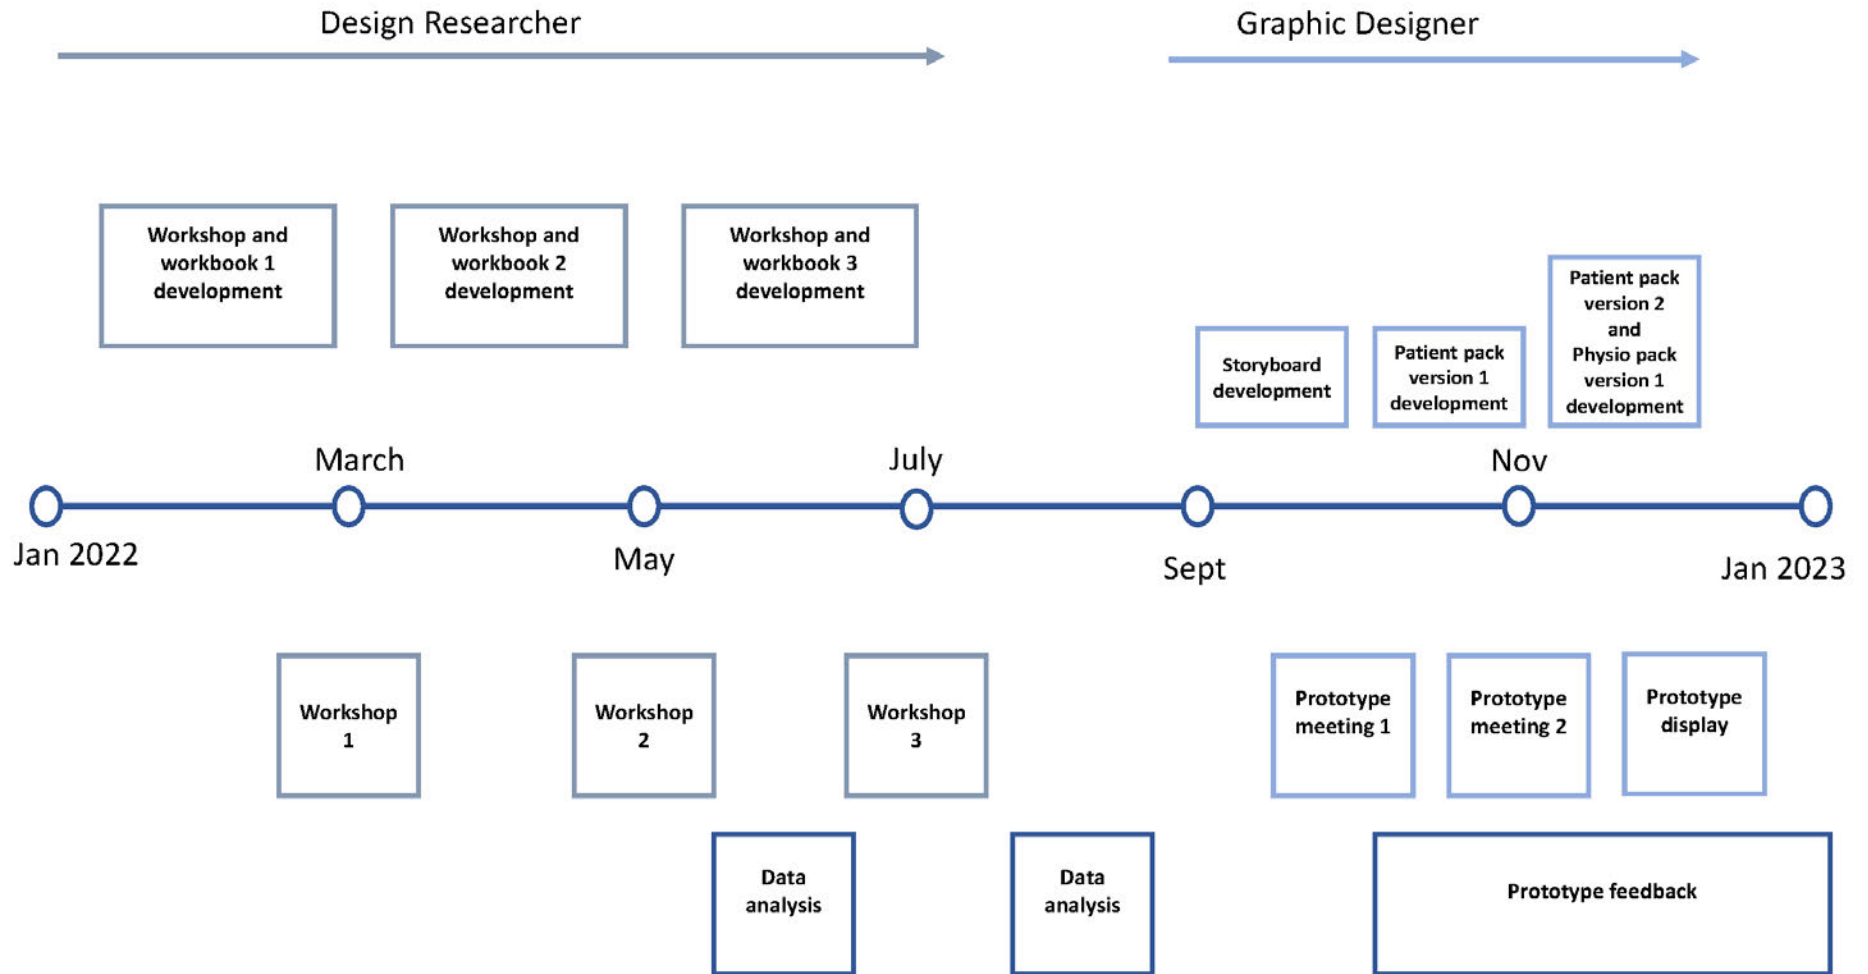 Design Researcher
Graphic Designer
Workshop and
workbook 1
development
Workshop and
workbook 2
development
Workshop and
workbook 3
development
Storyboard
development
Patient pack
version 1
development
Patient pack
version 2
and
Physio pack
version 1
development
Jan 2022
March
May
July
Sept
Nov
Jan 2023
Workshop
1
Workshop
2
Workshop
3
Prototype
meeting 1
Prototype
meeting 2
Prototype
display
Data
analysis
Data
analysis
Prototype feedback